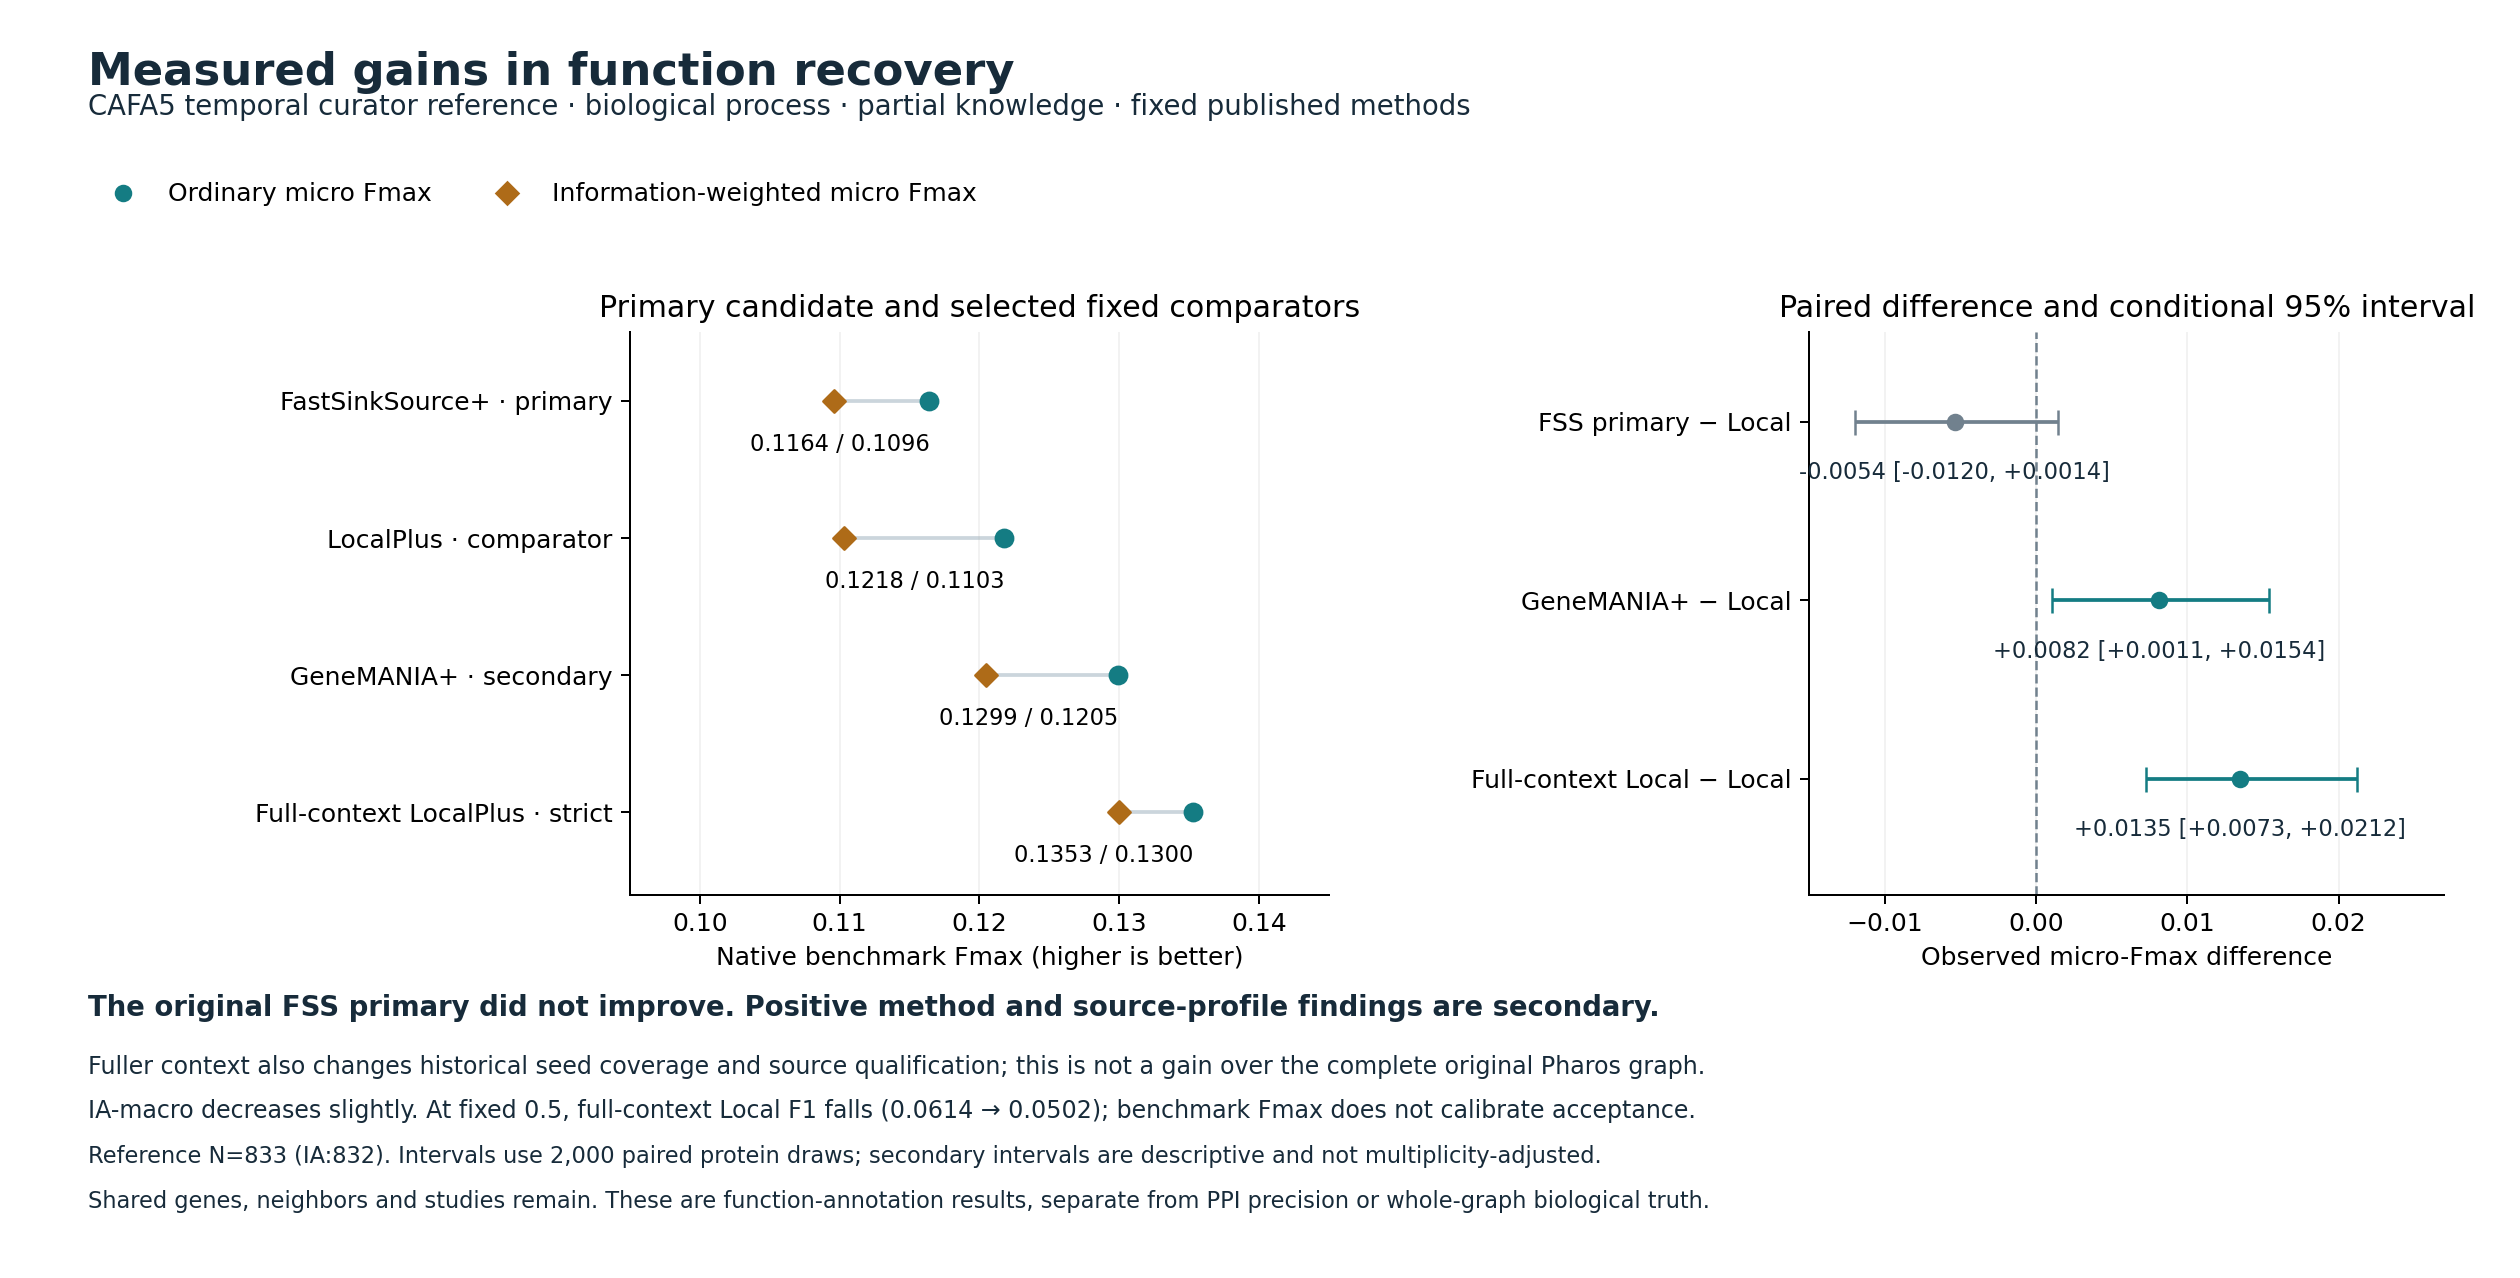 Measured gains in function recovery
CAFA5 temporal curator reference · biological process · partial knowledge · fixed published methods
Ordinary micro Fmax
Information-weighted micro Fmax
Primary candidate and selected fixed comparators
FastSinkSource+ · primary
0.1164 / 0.1096
LocalPlus · comparator
0.1218 / 0.1103
GeneMANIA+ · secondary
0.1299 / 0.1205
Full-context LocalPlus · strict
0.1353 / 0.1300
0.10 0.11 0.12 0.13 0.14
Native benchmark Fmax (higher is better)
Paired difference and conditional 95% interval
FSS primary − Local
-0.0054 [-0.0120, +0.0014]
GeneMANIA+ − Local
+0.0082 [+0.0011, +0.0154]
Full-context Local − Local
+0.0135 [+0.0073, +0.0212]
−0.01 0.00 0.01 0.02
Observed micro-Fmax difference
The original FSS primary did not improve. Positive method and source-profile findings are secondary.
Fuller context also changes historical seed coverage and source qualification; this is not a gain over the complete original Pharos graph.
IA-macro decreases slightly. At fixed 0.5, full-context Local F1 falls (0.0614 → 0.0502); benchmark Fmax does not calibrate acceptance.
Reference N=833 (IA:832). Intervals use 2,000 paired protein draws; secondary intervals are descriptive and not multiplicity-adjusted.
Shared genes, neighbors and studies remain. These are function-annotation results, separate from PPI precision or whole-graph biological truth.